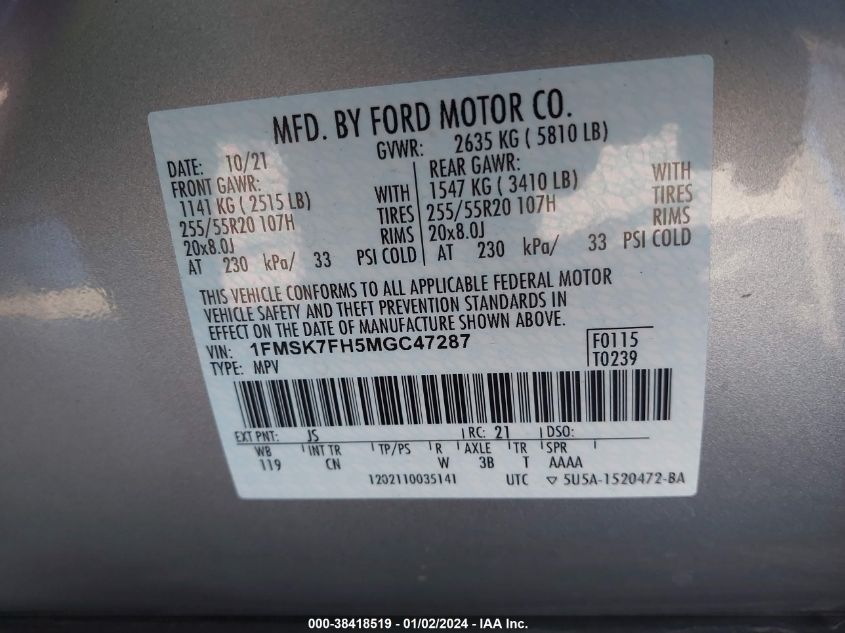 MFD. BY FORD MOTOR CO.
DATE: 10/21 GVWR: 2635 KG ( 5810 LB)
FRONT GAWR: REAR GAWR:
1141 KG ( 2515 LB) WITH 1547 KG ( 3410 LB) WITH
255/55R20 107H TIRES 255/55R20 107H TIRES
20x8.0J RIMS 20x8.0J RIMS
AT 230 kPa/ 33 PSI COLD AT 230 kPa/ 33 PSI COLD
THIS VEHICLE CONFORMS TO ALL APPLICABLE FEDERAL MOTOR
VEHICLE SAFETY AND THEFT PREVENTION STANDARDS IN
EFFECT ON THE DATE OF MANUFACTURE SHOWN ABOVE.
VIN: 1FMSK7FH5MGC47287 F0115
TYPE: MPV T0239
EXT PNT: JS RC: 21 DSO:
WB INT TR TP/PS R AXLE TR SPR
119 CN W 3B T AAAA
1202110035141 UTC ▽ 5U5A-1520472-BA
000-38418519 - 01/02/2024 - IAA Inc.